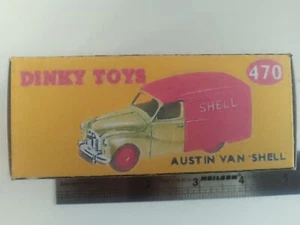 DINKY TOYS
470
SHELL
AUSTIN VAN 'SHELL'
3 4